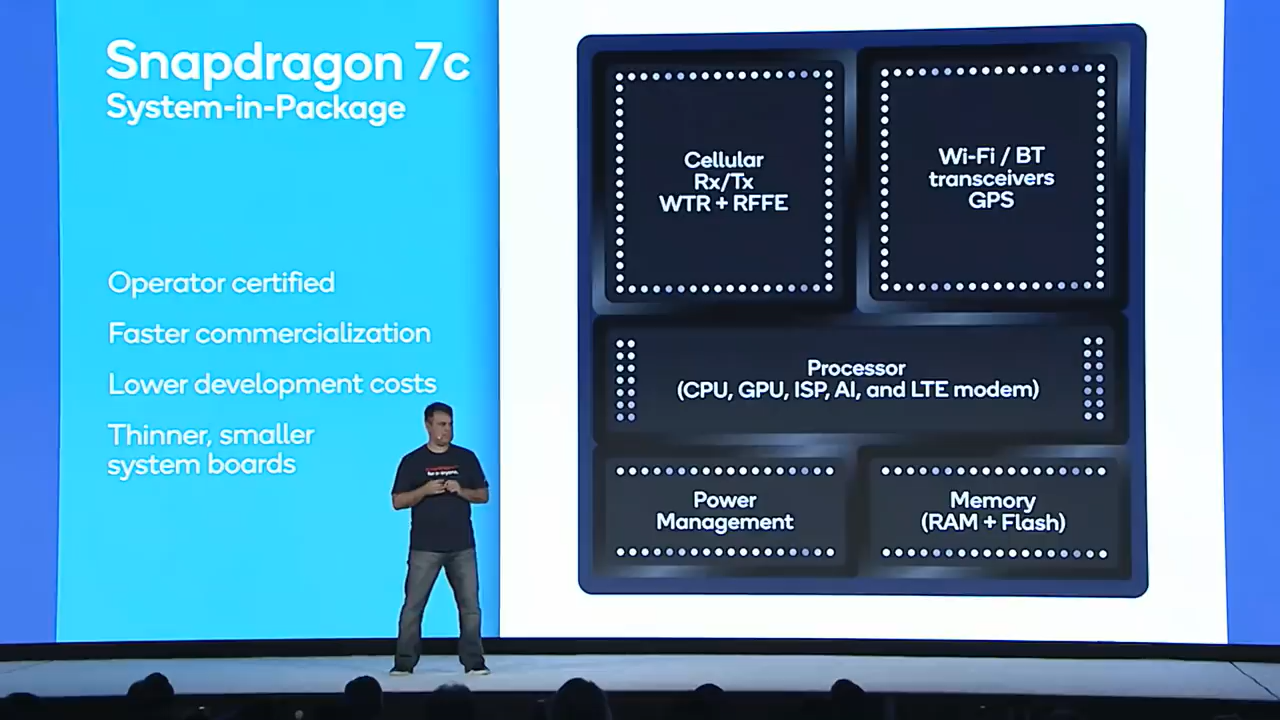 Snapdragon 7c
System-in-Package
Operator certified
Faster commercialization
Lower development costs
Thinner, smaller
system boards
Cellular
Rx/Tx
WTR + RFFE
Wi-Fi / BT
transceivers
GPS
Processor
(CPU, GPU, ISP, AI, and LTE modem)
Power
Management
Memory
(RAM + Flash)